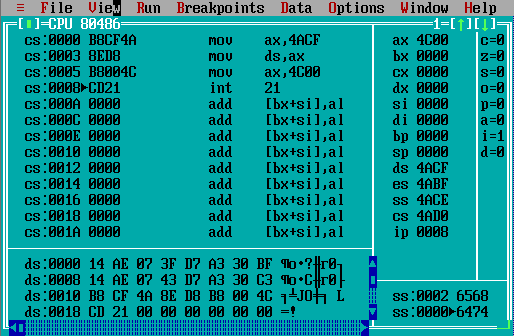 ≡ File View Run Breakpoints Data Options Window Help
[▪]=CPU 80486 1=[↑][↓]
cs:0000 B8CF4A mov ax,4ACF ax 4C00 c=0
cs:0003 8ED8 mov ds,ax bx 0000 z=0
cs:0005 B8004C mov ax,4C00 cx 0000 s=0
cs:0008►CD21 int 21 dx 0000 o=0
cs:000A 0000 add [bx+si],al si 0000 p=0
cs:000C 0000 add [bx+si],al di 0000 a=0
cs:000E 0000 add [bx+si],al bp 0000 i=1
cs:0010 0000 add [bx+si],al sp 0000 d=0
cs:0012 0000 add [bx+si],al ds 4ACF
cs:0014 0000 add [bx+si],al es 4ABF
cs:0016 0000 add [bx+si],al ss 4ACE
cs:0018 0000 add [bx+si],al cs 4AD0
cs:001A 0000 add [bx+si],al ip 0008
ds:0000 14 AE 07 3F D7 A3 30 BF
ds:0008 14 AE 07 43 D7 A3 30 C3
ds:0010 B8 CF 4A 8E D8 B8 00 4C ss:0002 6568
ds:0018 CD 21 00 00 00 00 00 00 =! ss:0000►6474